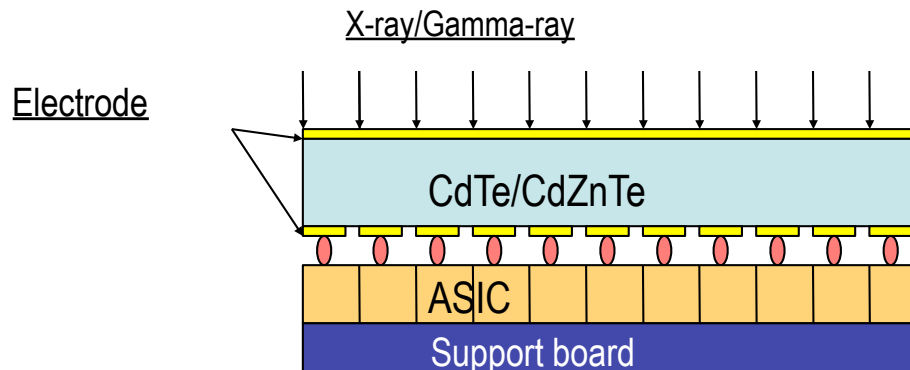 X-ray/Gamma-ray
Electrode
CdTe/CdZnTe
ASIC
Support board